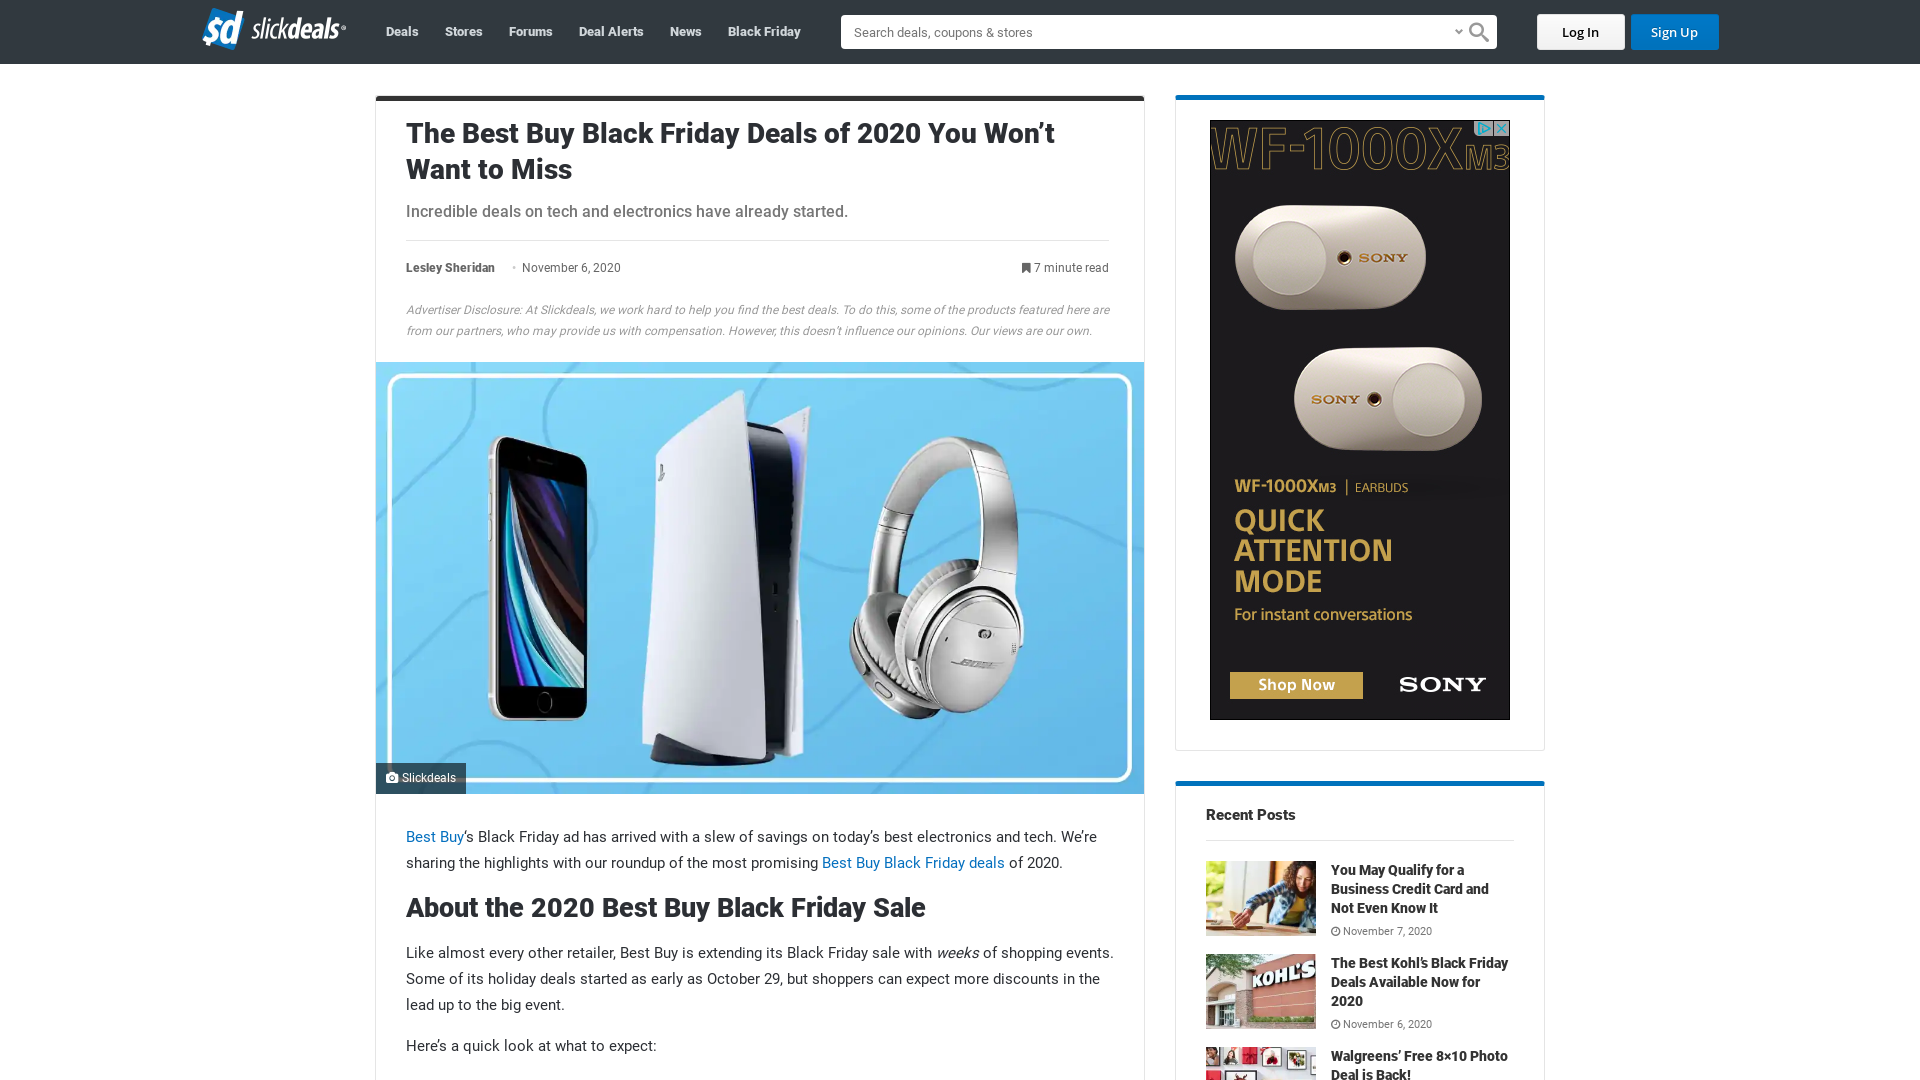 sd slickdeals®
Deals Stores Forums Deal Alerts News Black Friday
Search deals, coupons & stores
Log In Sign Up
The Best Buy Black Friday Deals of 2020 You Won’t
Want to Miss
Incredible deals on tech and electronics have already started.
Lesley Sheridan • November 6, 2020 7 minute read
Advertiser Disclosure: At Slickdeals, we work hard to help you find the best deals. To do this, some of the products featured here are
from our partners, who may provide us with compensation. However, this doesn’t influence our opinions. Our views are our own.
BOSE
Slickdeals
Best Buy‘s Black Friday ad has arrived with a slew of savings on today’s best electronics and tech. We’re
sharing the highlights with our roundup of the most promising Best Buy Black Friday deals of 2020.
About the 2020 Best Buy Black Friday Sale
Like almost every other retailer, Best Buy is extending its Black Friday sale with weeks of shopping events.
Some of its holiday deals started as early as October 29, but shoppers can expect more discounts in the
lead up to the big event.
Here’s a quick look at what to expect:
WF-1000XM3
SONY
SONY
WF-1000XM3 | EARBUDS
QUICK
ATTENTION
MODE
For instant conversations
Shop Now SONY
Recent Posts
You May Qualify for a
Business Credit Card and
Not Even Know It
November 7, 2020
KOHL'S
The Best Kohl’s Black Friday
Deals Available Now for
2020
November 6, 2020
Walgreens’ Free 8×10 Photo
Deal is Back!